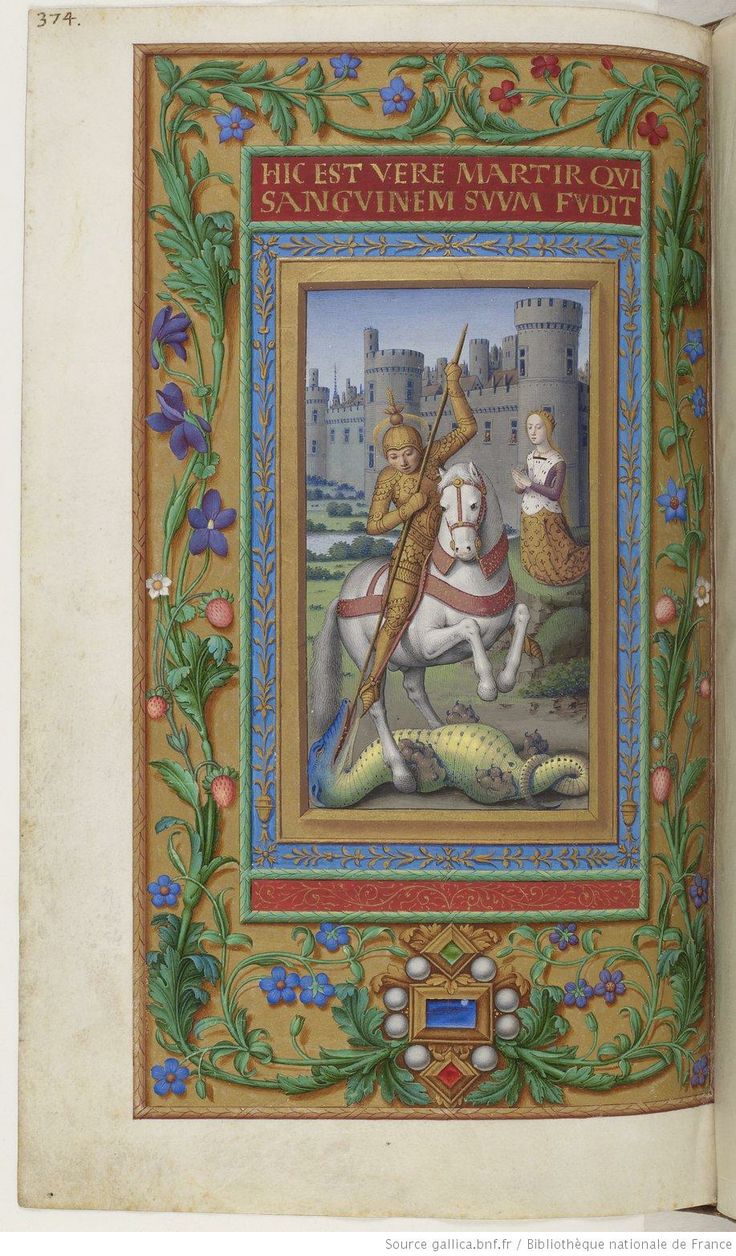 374.
HIC EST VERE MARTIR QVI
SANGVINEM SVVM FVDIT
Source gallica.bnf.fr / Bibliothèque nationale de France